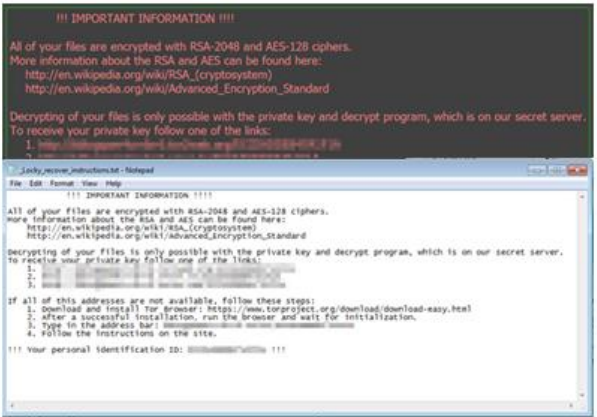 !!! IMPORTANT INFORMATION !!!!
All of your files are encrypted with RSA-2048 and AES-128 ciphers.
More information about the RSA and AES can be found here:
http://en.wikipedia.org/wiki/RSA_(cryptosystem)
http://en.wikipedia.org/wiki/Advanced_Encryption_Standard
Decrypting of your files is only possible with the private key and decrypt program, which is on our secret server.
To receive your private key follow one of the links:
1.
_Locky_recover_instructions.txt - Notepad
File Edit Format View Help
!!! IMPORTANT INFORMATION !!!!
All of your files are encrypted with RSA-2048 and AES-128 ciphers.
More information about the RSA and AES can be found here:
http://en.wikipedia.org/wiki/RSA_(cryptosystem)
http://en.wikipedia.org/wiki/Advanced_Encryption_Standard
Decrypting of your files is only possible with the private key and decrypt program, which is on our secret server.
To receive your private key follow one of the links:
1.
2.
3.
If all of this addresses are not available, follow these steps:
1. Download and install Tor Browser: https://www.torproject.org/download/download-easy.html
2. After a successful installation, run the browser and wait for initialization.
3. Type in the address bar:
4. Follow the instructions on the site.
!!! Your personal identification ID: !!!